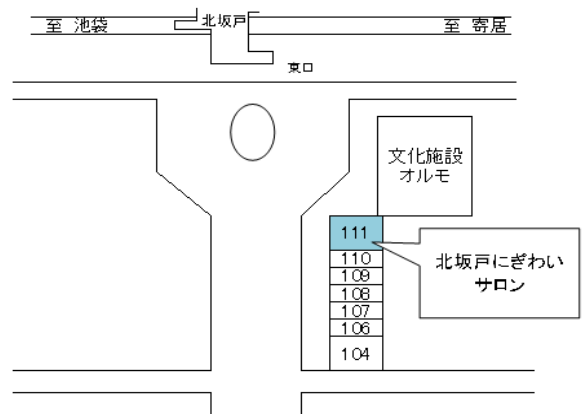 至 池袋
北坂戸
至 寄居
東口
文化施設
オルモ
111
北坂戸にぎわい
サロン
110
109
108
107
106
104